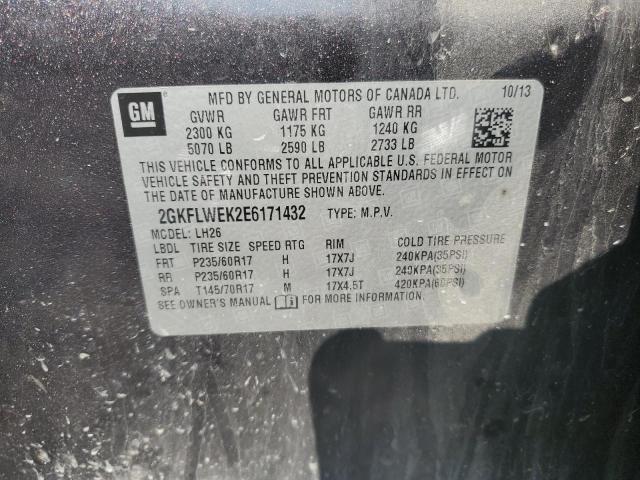 MFD BY GENERAL MOTORS OF CANADA LTD. 10/13
GM
GVWR GAWR FRT GAWR RR
2300 KG 1175 KG 1240 KG
5070 LB 2590 LB 2733 LB
THIS VEHICLE CONFORMS TO ALL APPLICABLE U.S. FEDERAL MOTOR
VEHICLE SAFETY AND THEFT PREVENTION STANDARDS IN EFFECT ON
THE DATE OF MANUFACTURE SHOWN ABOVE.
2GKFLWEK2E6171432 TYPE: M.P.V.
MODEL: LH26
LBDL TIRE SIZE SPEED RTG RIM COLD TIRE PRESSURE
FRT P235/60R17 H 17X7J 240KPA(35PSI)
RR P235/60R17 H 17X7J 240KPA(35PSI)
SPA T145/70R17 M 17X4.5T 420KPA(60PSI)
SEE OWNER'S MANUAL FOR MORE INFORMATION.